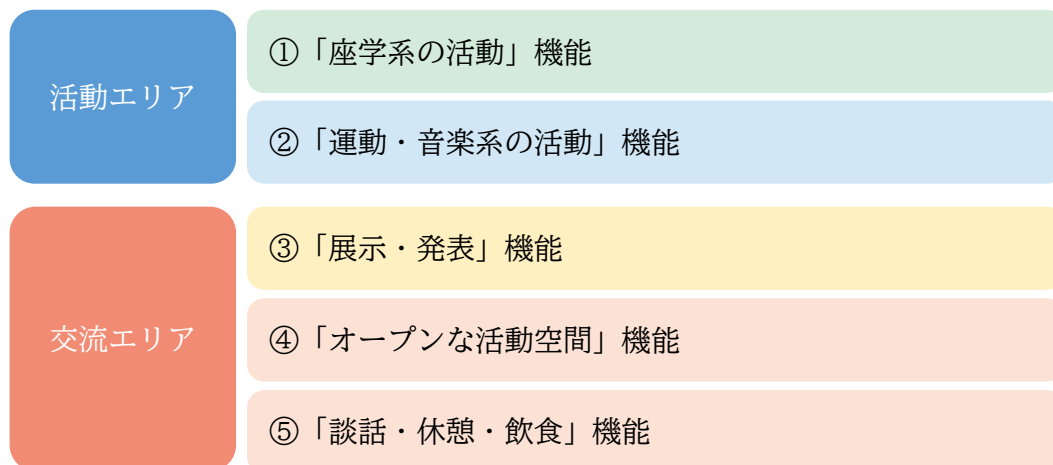 活動エリア
①「座学系の活動」機能
②「運動・音楽系の活動」機能
交流エリア
③「展示・発表」機能
④「オープンな活動空間」機能
⑤「談話・休憩・飲食」機能